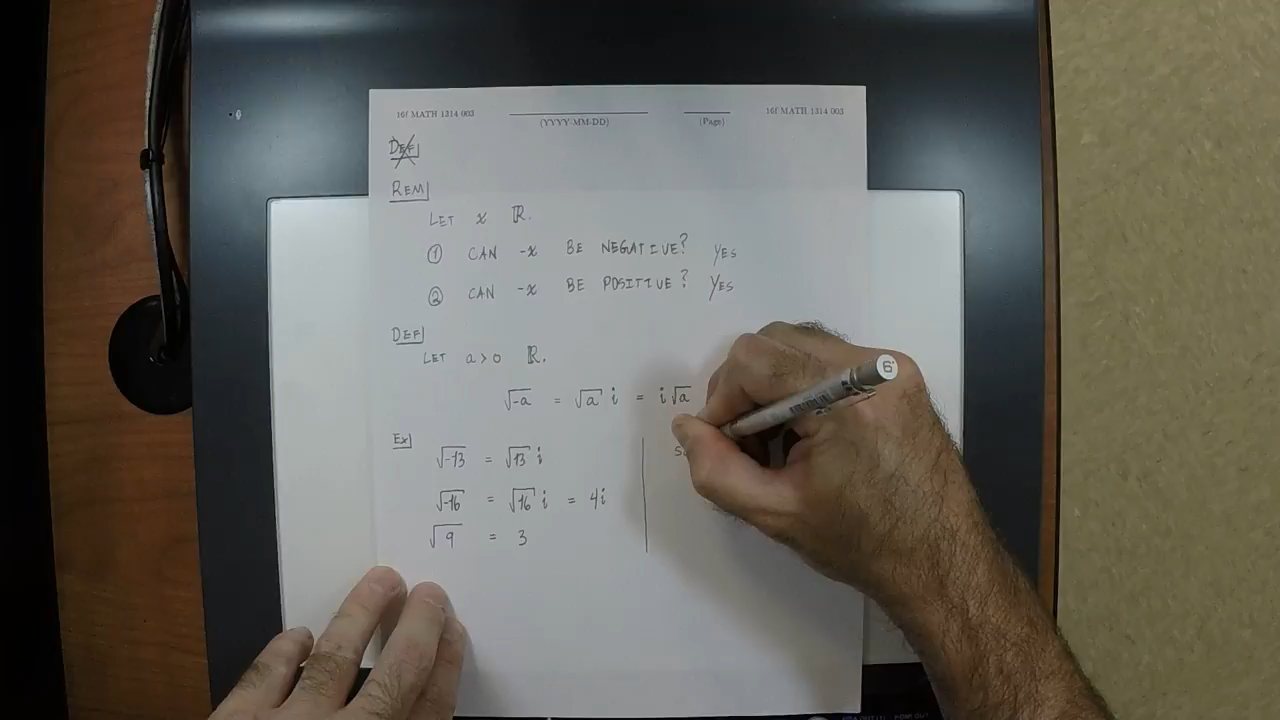 16f MATH 1314 003 (YYYY-MM-DD) (Page) 16f MATH 1314 003
DEF
REM
LET x ℝ.
① CAN -x BE NEGATIVE? YES
② CAN -x BE POSITIVE? YES
DEF
LET a > 0 ℝ.
√-a = √a i = i √a
Ex
√-13 = √13 i
√-16 = √16 i = 4i
√9 = 3